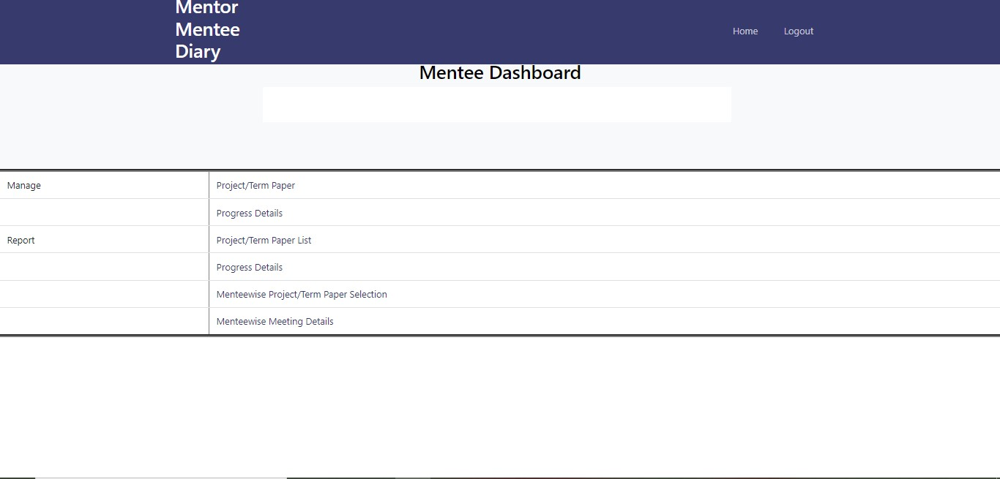 Mentor
Mentee
Diary
Home Logout
Mentee Dashboard
Manage Project/Term Paper
Progress Details
Report Project/Term Paper List
Progress Details
Menteewise Project/Term Paper Selection
Menteewise Meeting Details